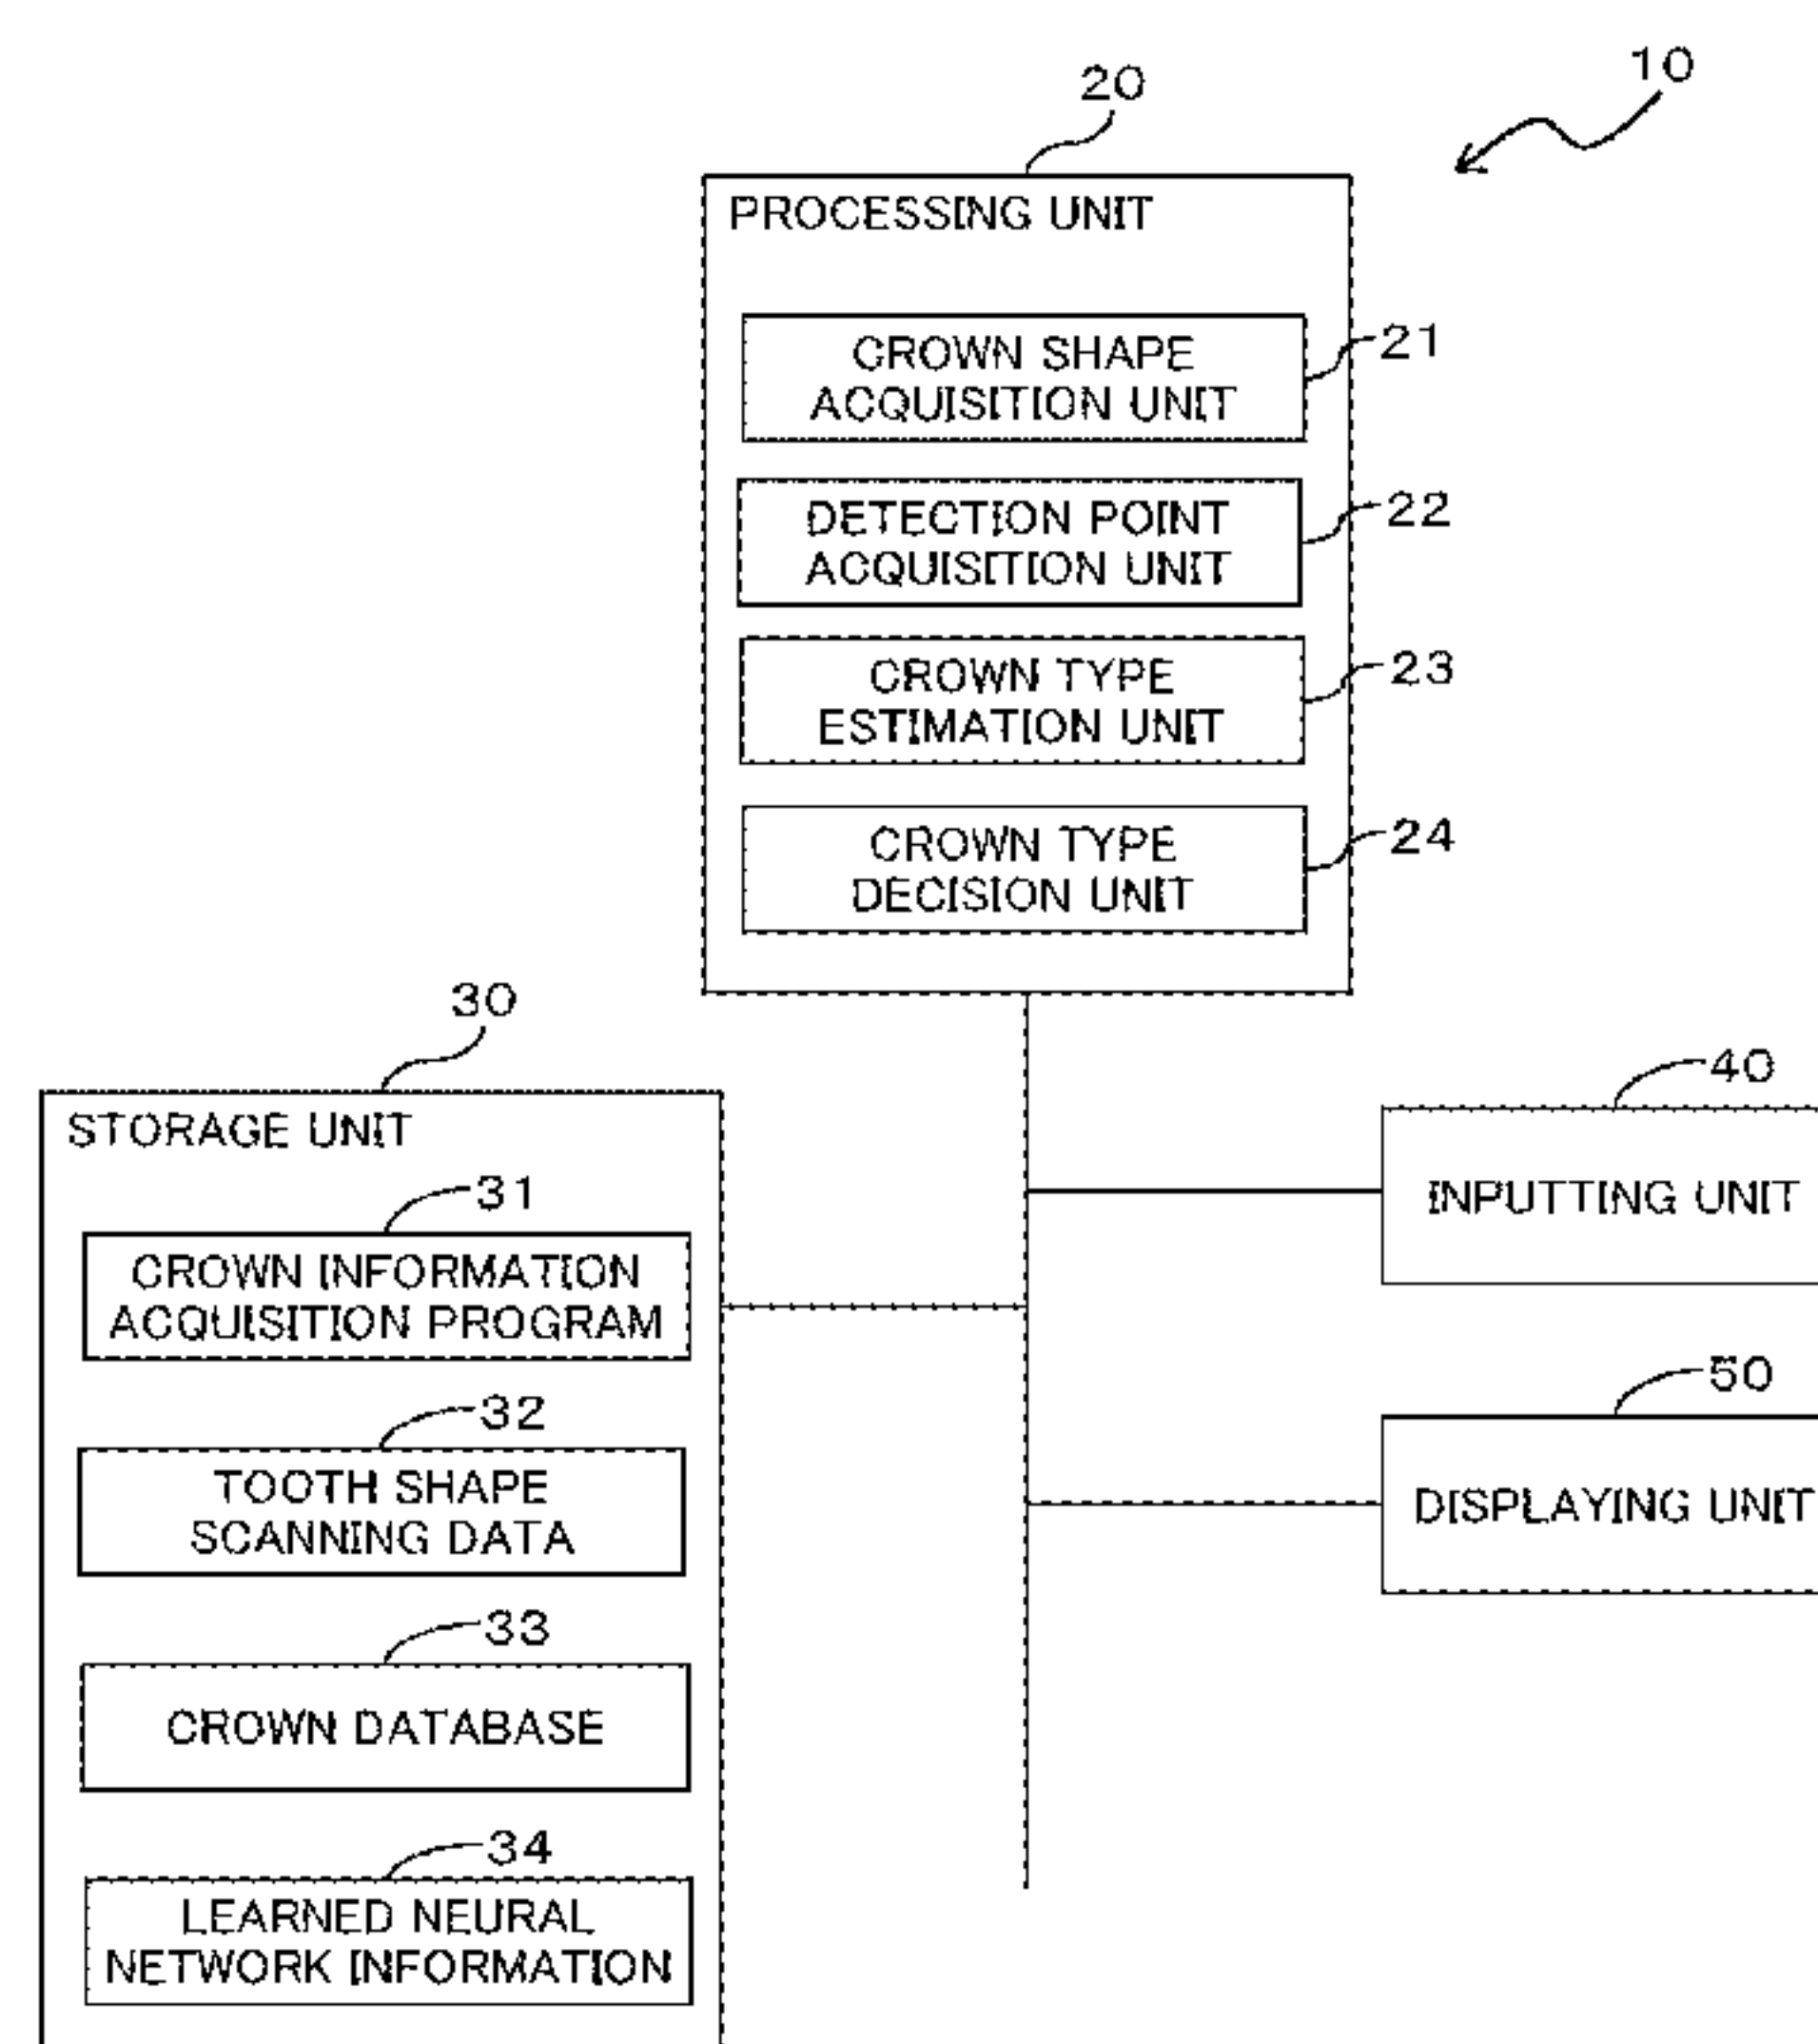 10
20
PROCESSING UNIT
CROWN SHAPE
ACQUISITION UNIT
21
DETECTION POINT
ACQUISITION UNIT
22
CROWN TYPE
ESTIMATION UNIT
23
CROWN TYPE
DECISION UNIT
24
30
STORAGE UNIT
31
CROWN INFORMATION
ACQUISITION PROGRAM
32
TOOTH SHAPE
SCANNING DATA
33
CROWN DATABASE
34
LEARNED NEURAL
NETWORK INFORMATION
40
INPUTTING UNIT
50
DISPLAYING UNIT